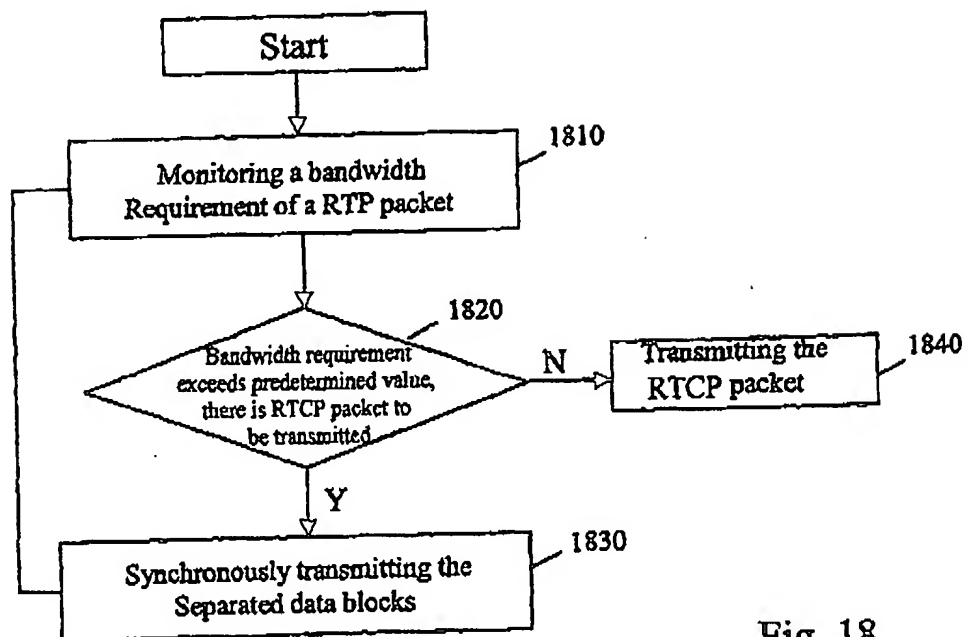 Start
1810
Monitoring a bandwidth
Requirement of a RTP packet
1820
Bandwidth requirement
exceeds predetermined value,
there is RTCP packet to
be transmitted
N
Transmitting the
RTCP packet
1840
Y
1830
Synchronously transmitting the
Separated data blocks
Fig. 18